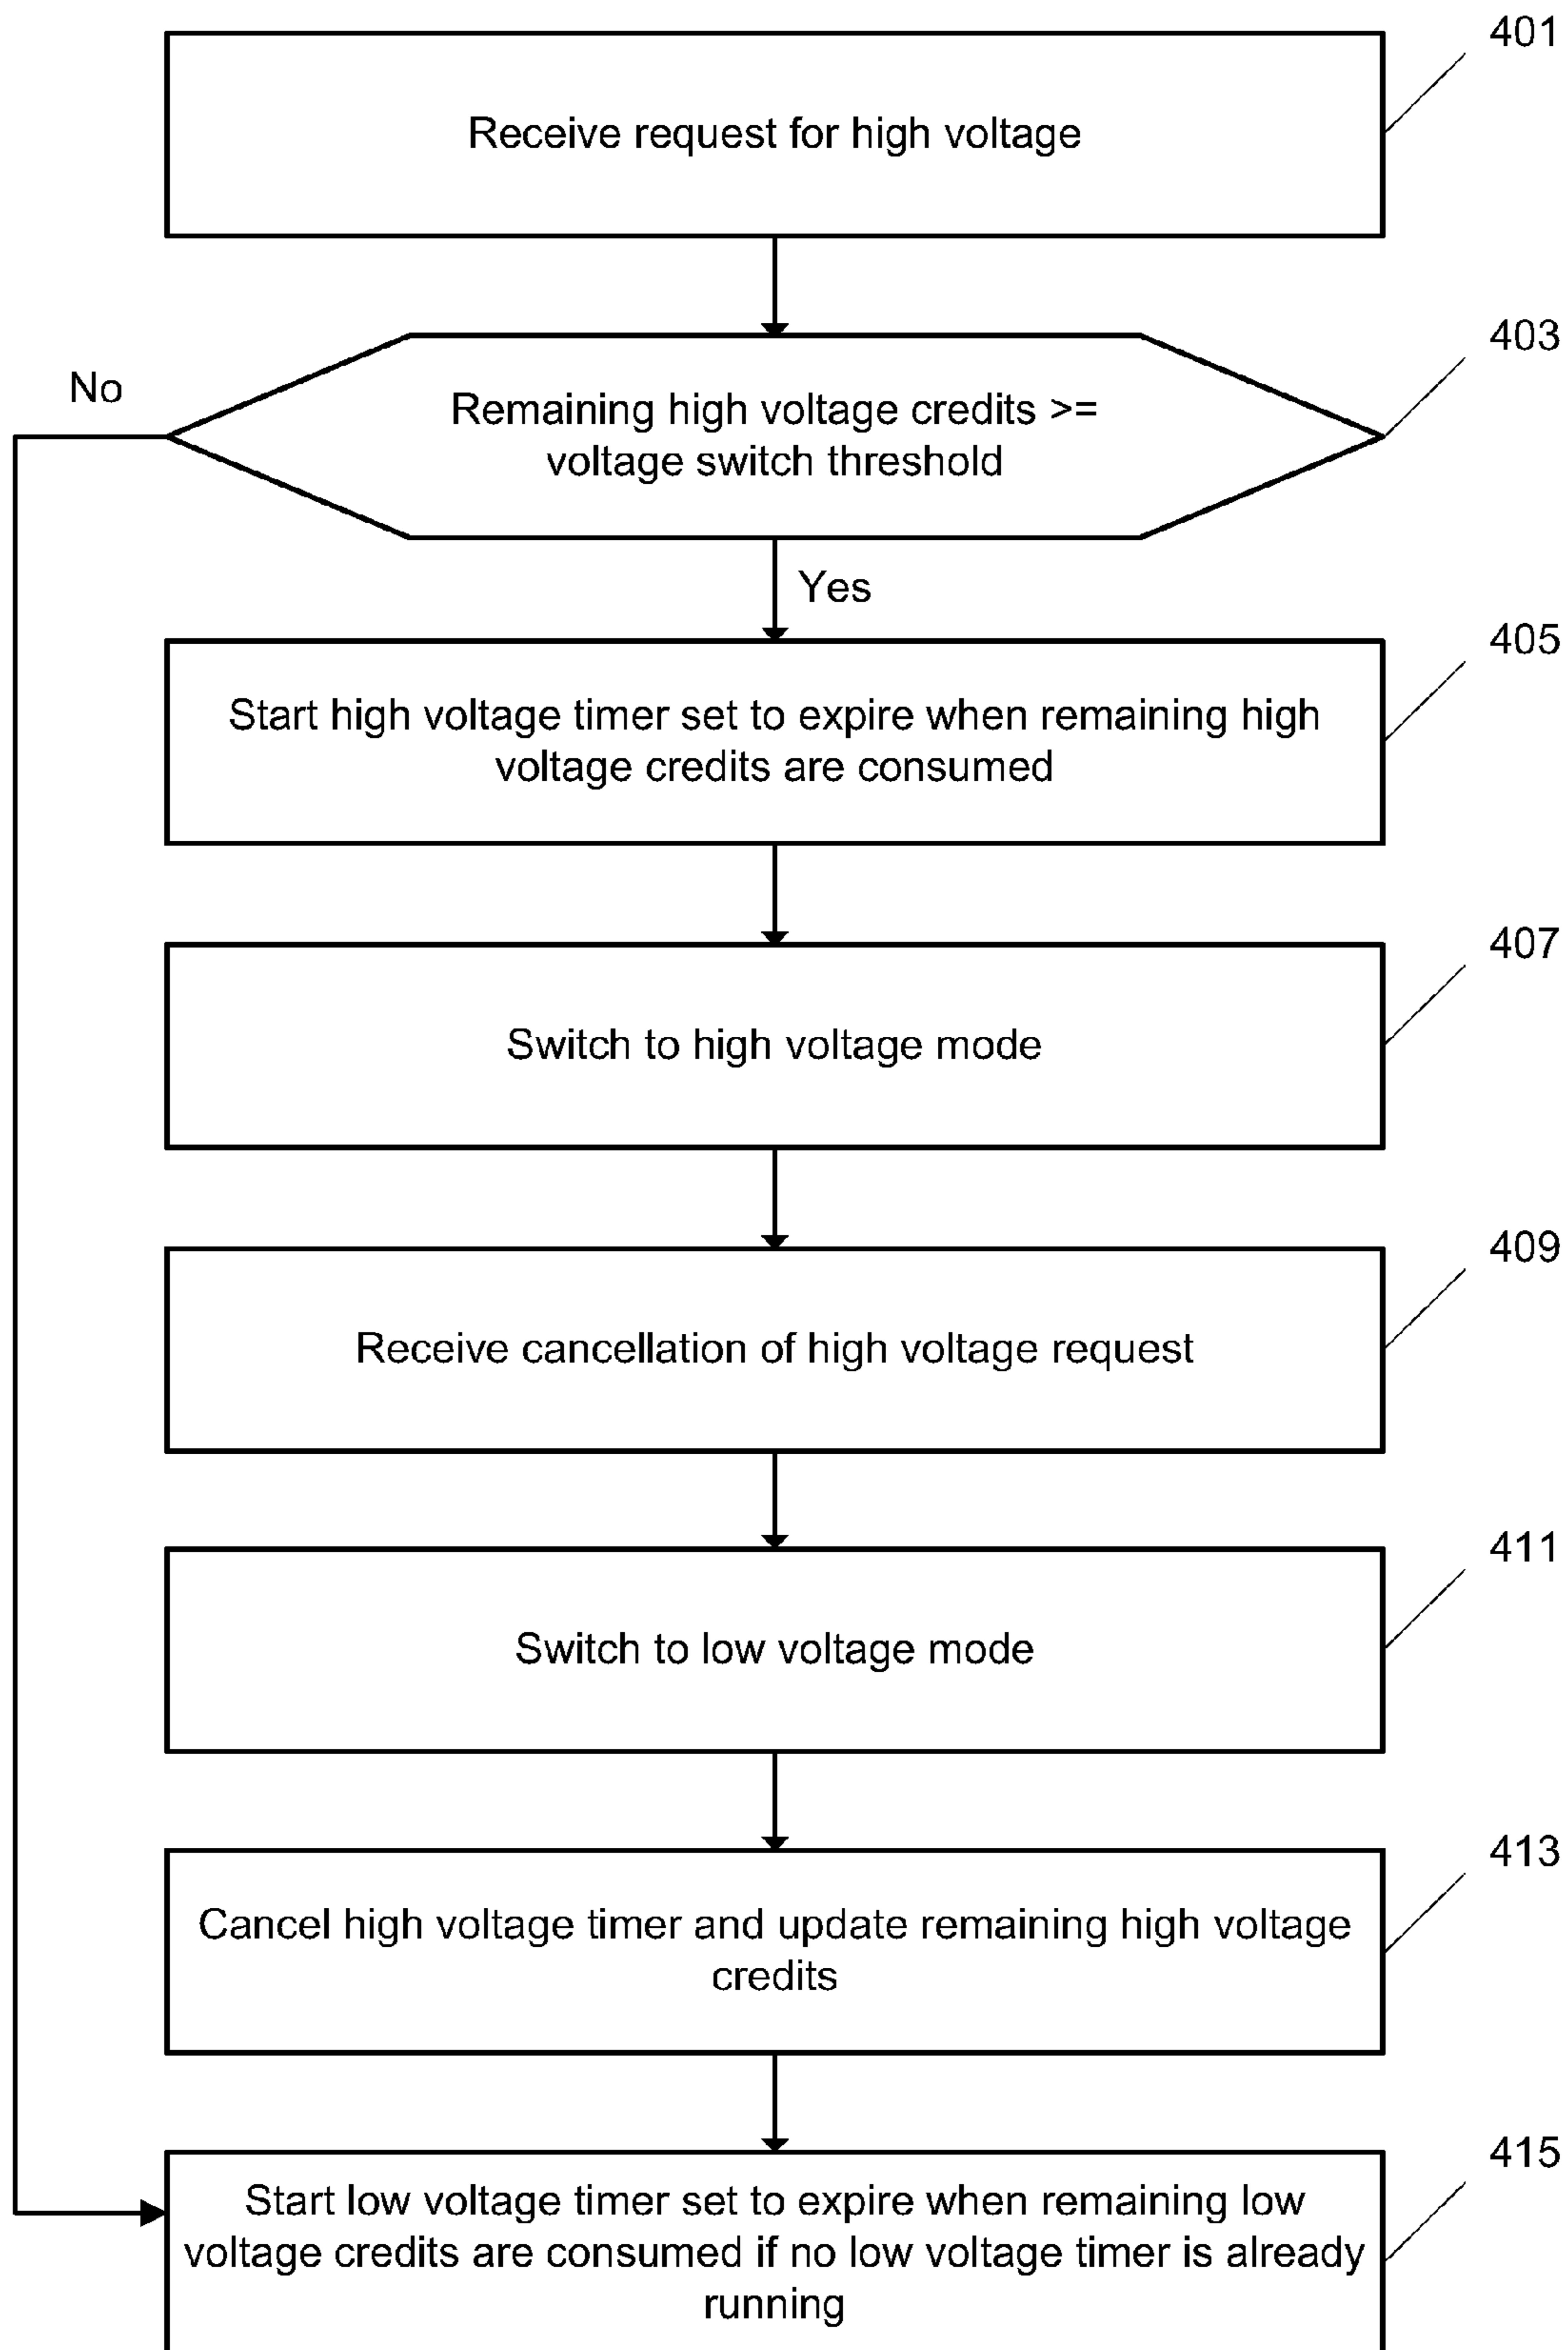 401
Receive request for high voltage
403
No
Remaining high voltage credits >=
voltage switch threshold
Yes
405
Start high voltage timer set to expire when remaining high
voltage credits are consumed
407
Switch to high voltage mode
409
Receive cancellation of high voltage request
411
Switch to low voltage mode
413
Cancel high voltage timer and update remaining high voltage
credits
415
Start low voltage timer set to expire when remaining low
voltage credits are consumed if no low voltage timer is already
running